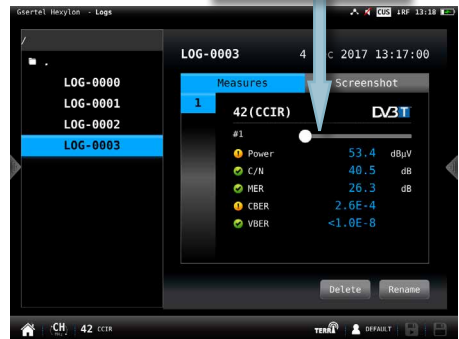 Gsertel Hexylon - Logs CUS ↓RF 13:18
/
.
LOG-0000
LOG-0001
LOG-0002
LOG-0003
LOG-0003 4 c 2017 13:17:00
Measures Screenshot
1 42(CCIR) DVB T
#1
Power 53.4 dBµV
C/N 40.5 dB
MER 26.3 dB
CBER 2.6E-4
VBER <1.0E-8
Delete Rename
CH 42 CCIR TERRA DEFAULT